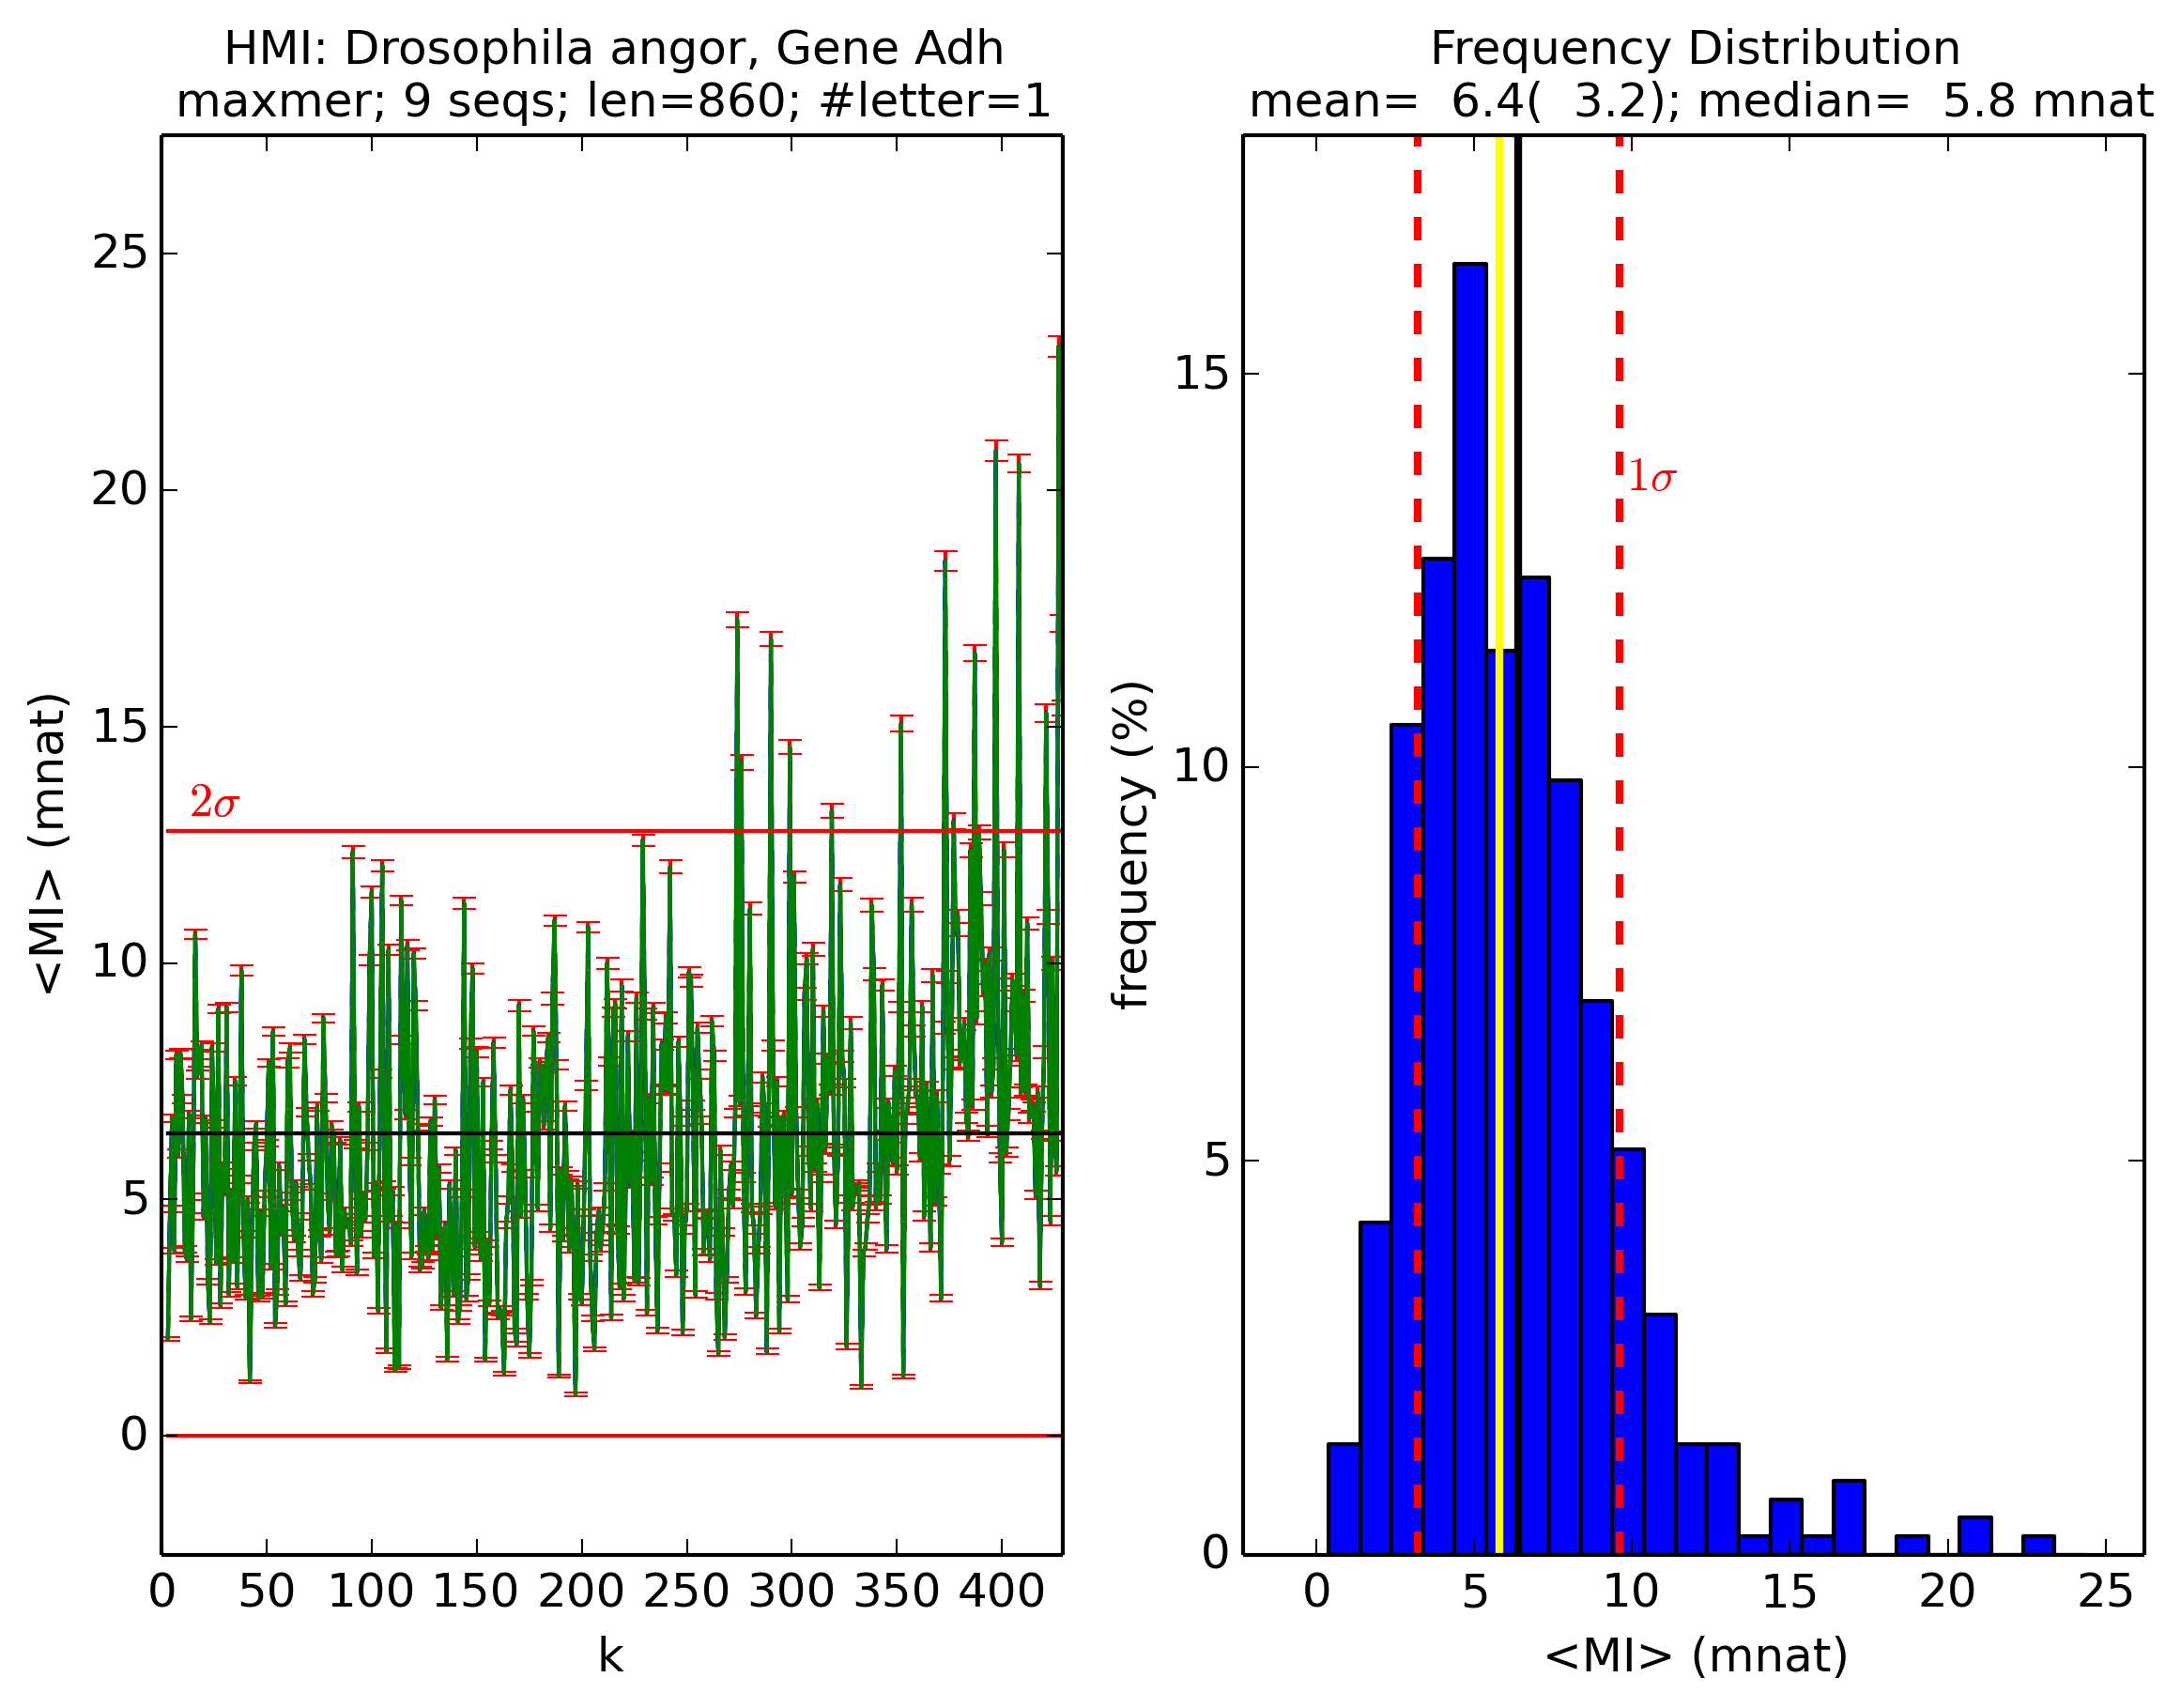 HMI: Drosophila angor, Gene Adh
maxmer; 9 seqs; len=860; #letter=1
<MI> (mnat)
25
20
15
10
5
0
2σ
0 50 100 150 200 250 300 350 400
k
Frequency Distribution
mean= 6.4( 3.2); median= 5.8 mnat
frequency (%)
15
10
5
0
1σ
0 5 10 15 20 25
<MI> (mnat)